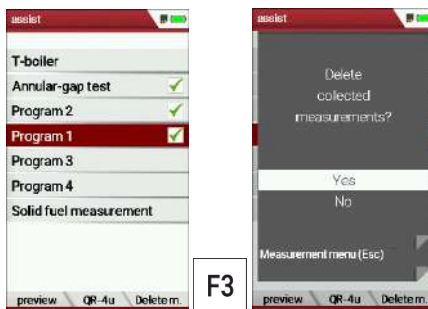 assist
T-boiler
Annular-gap test
Program 2
Program 1
Program 3
Program 4
Solid fuel measurement
preview QR-4u Delete m.
F3
assist
Delete
collected
measurements?
Yes
No
Measurement menu (Esc)
preview QR-4u Delete m.